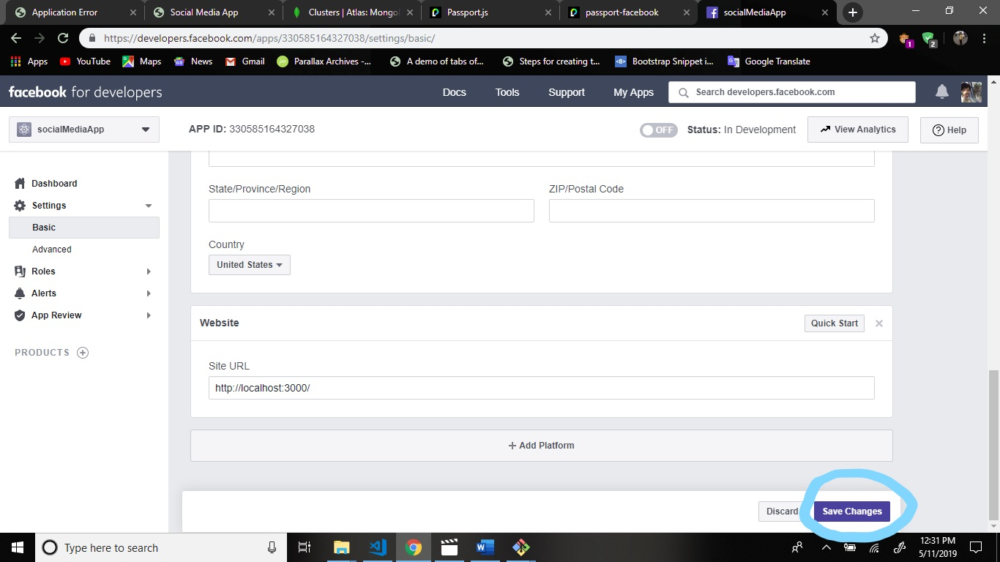 Application Error
Social Media App
Clusters | Atlas: Mongo
Passport.js
passport-facebook
socialMediaApp
https://developers.facebook.com/apps/330585164327038/settings/basic/
Apps
YouTube
Maps
News
Gmail
Parallax Archives -...
A demo of tabs of...
Steps for creating t...
Bootstrap Snippet i...
Google Translate
1
2
facebook for developers
Docs
Tools
Support
My Apps
Search developers.facebook.com
socialMediaApp
APP ID: 330585164327038
OFF
Status: In Development
View Analytics
Help
Dashboard
Settings
Basic
Advanced
Roles
Alerts
App Review
PRODUCTS
State/Province/Region
ZIP/Postal Code
Country
United States
Website
Quick Start
Site URL
http://localhost:3000/
+ Add Platform
Discard
Save Changes
Type here to search
12:31 PM
5/11/2019